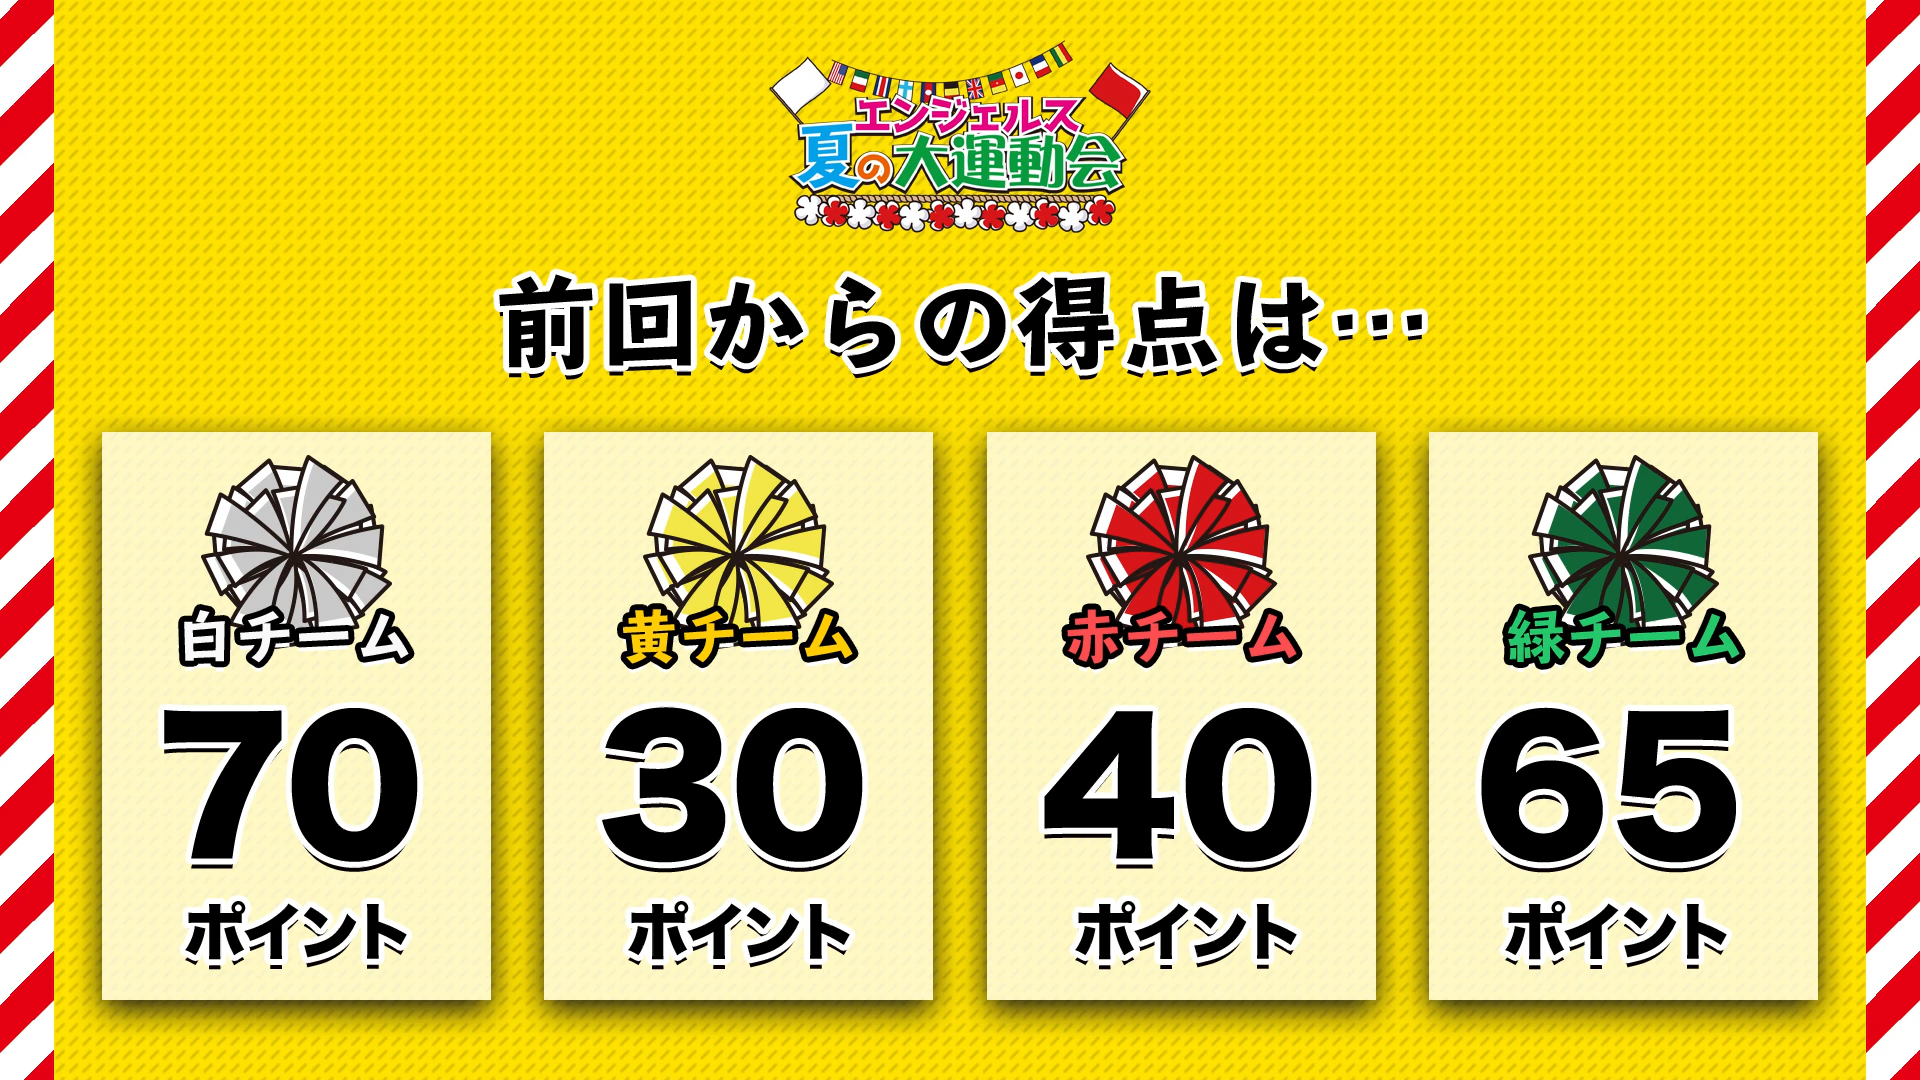 エンジェルス
夏の大運動会
前回からの得点は…
白チーム
70
ポイント
黄チーム
30
ポイント
赤チーム
40
ポイント
緑チーム
65
ポイント